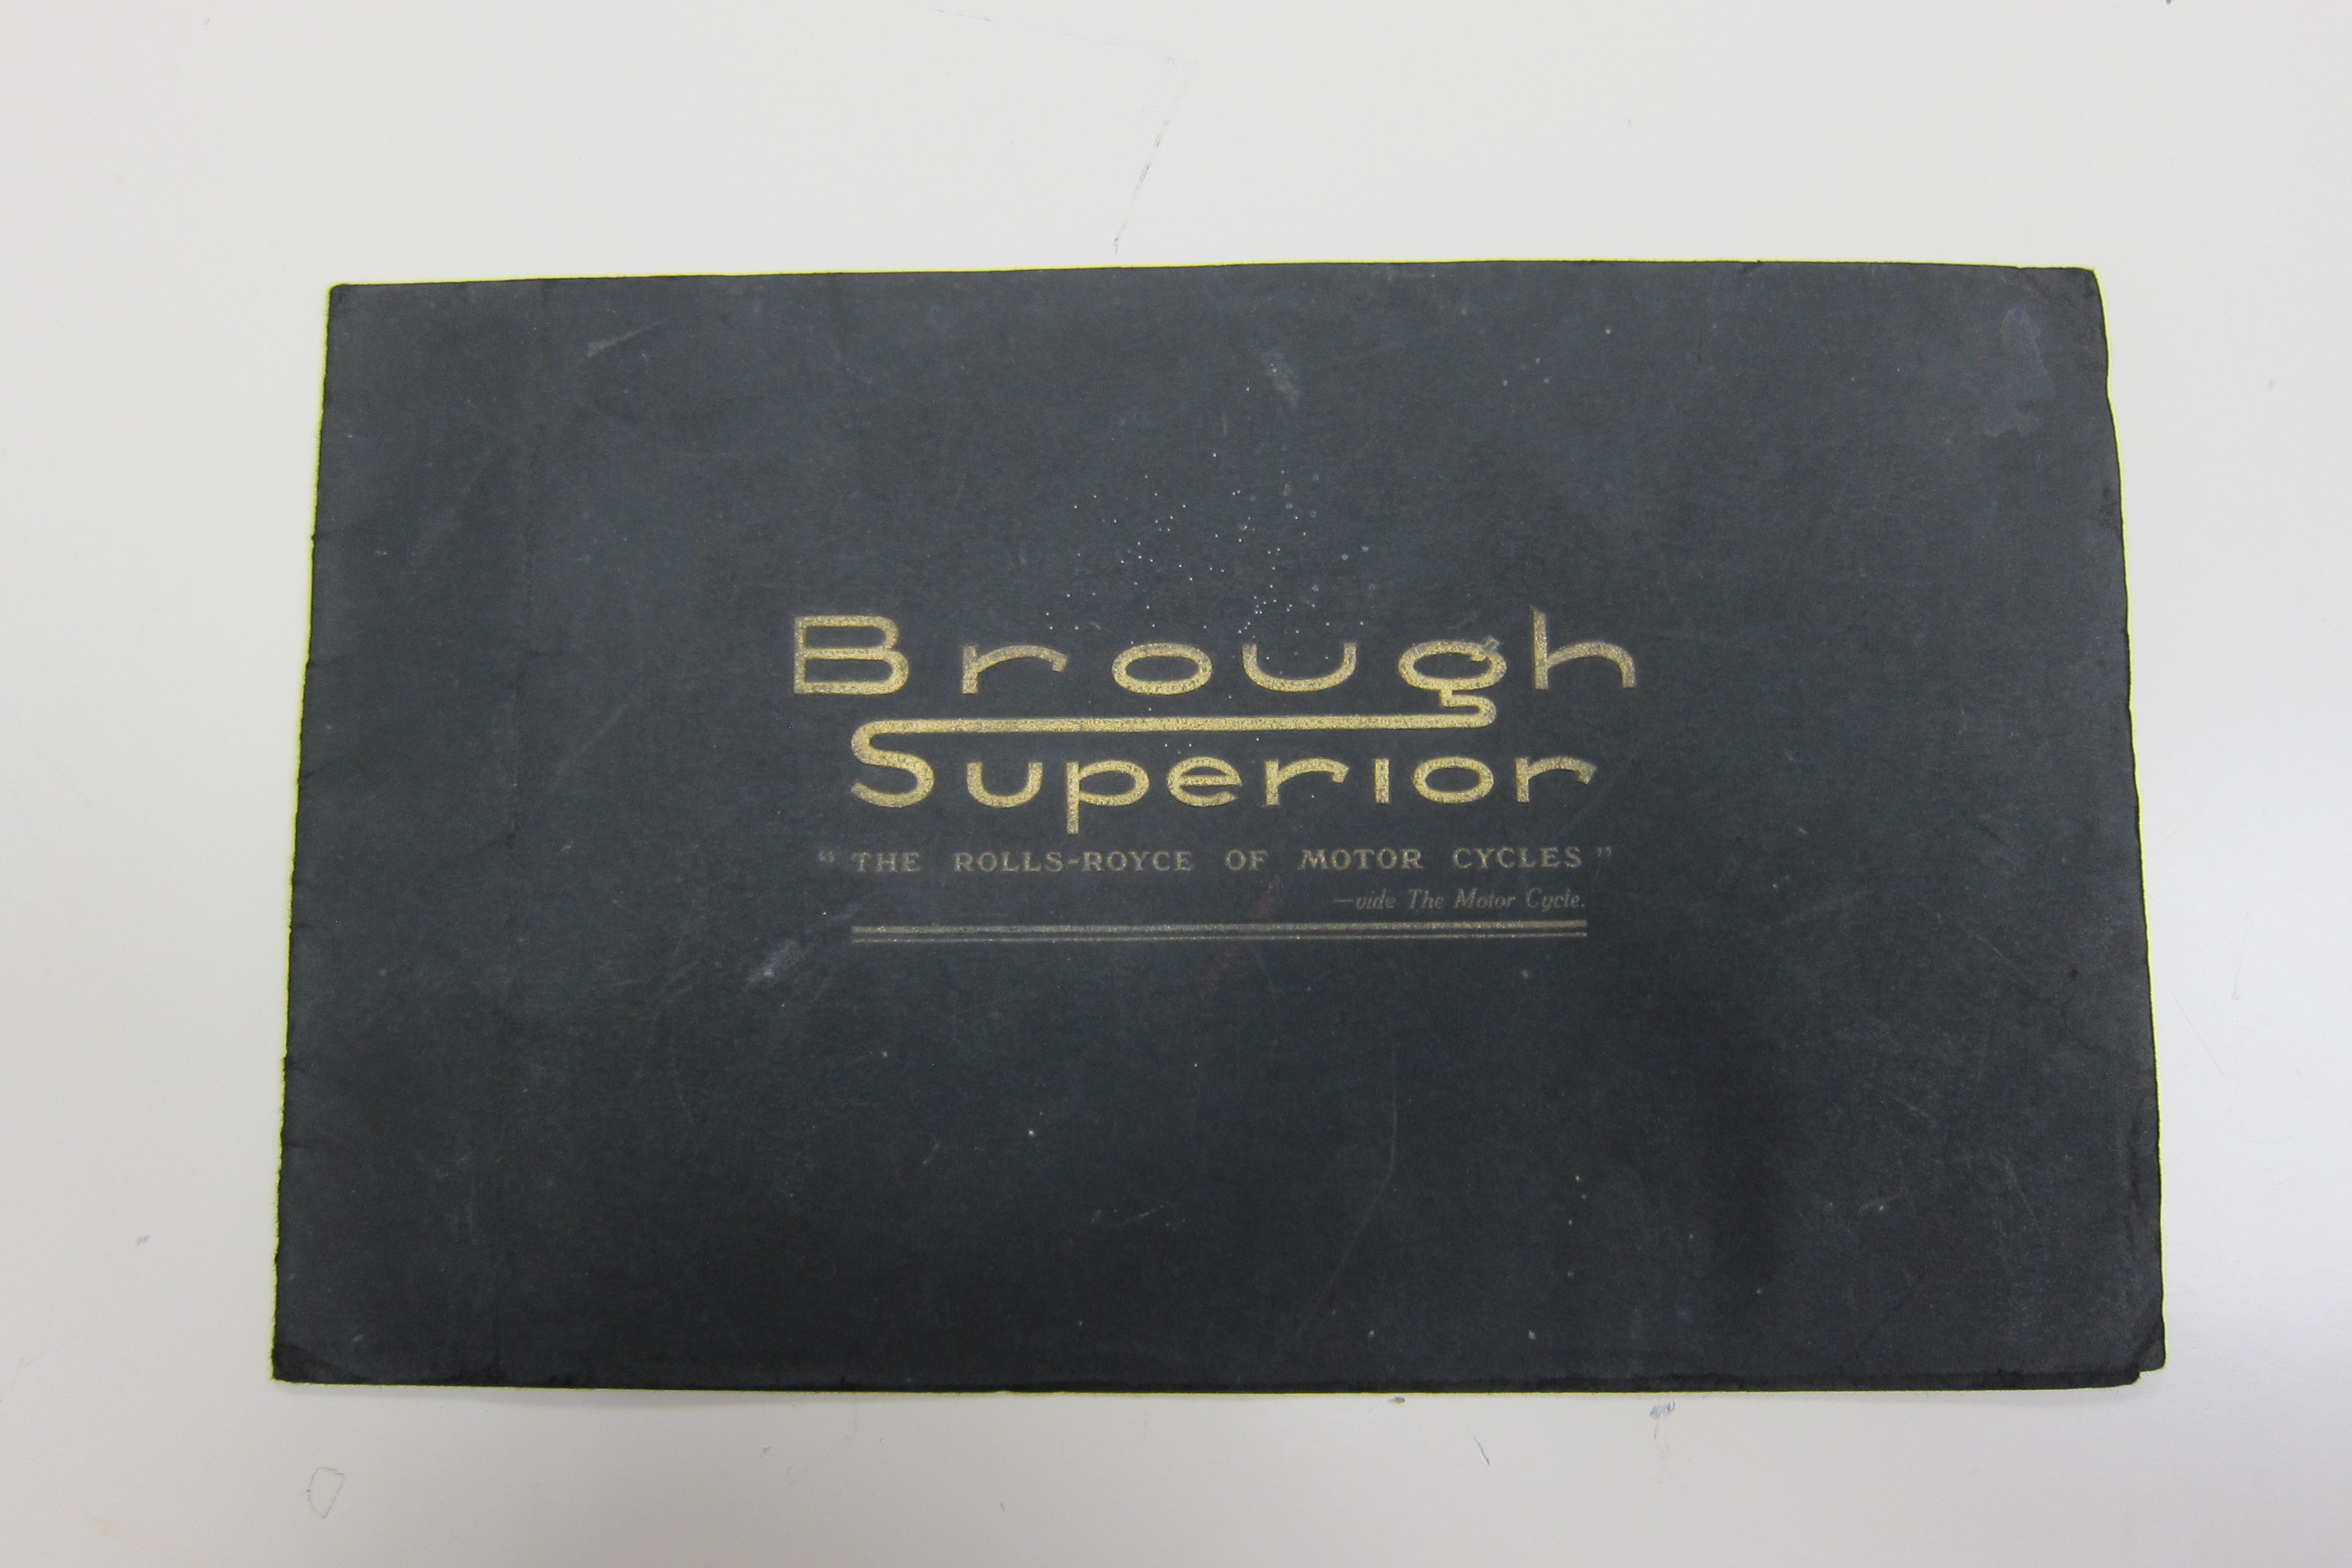 Brough
Superior
"THE ROLLS-ROYCE OF MOTOR CYCLES"
—vide The Motor Cycle.